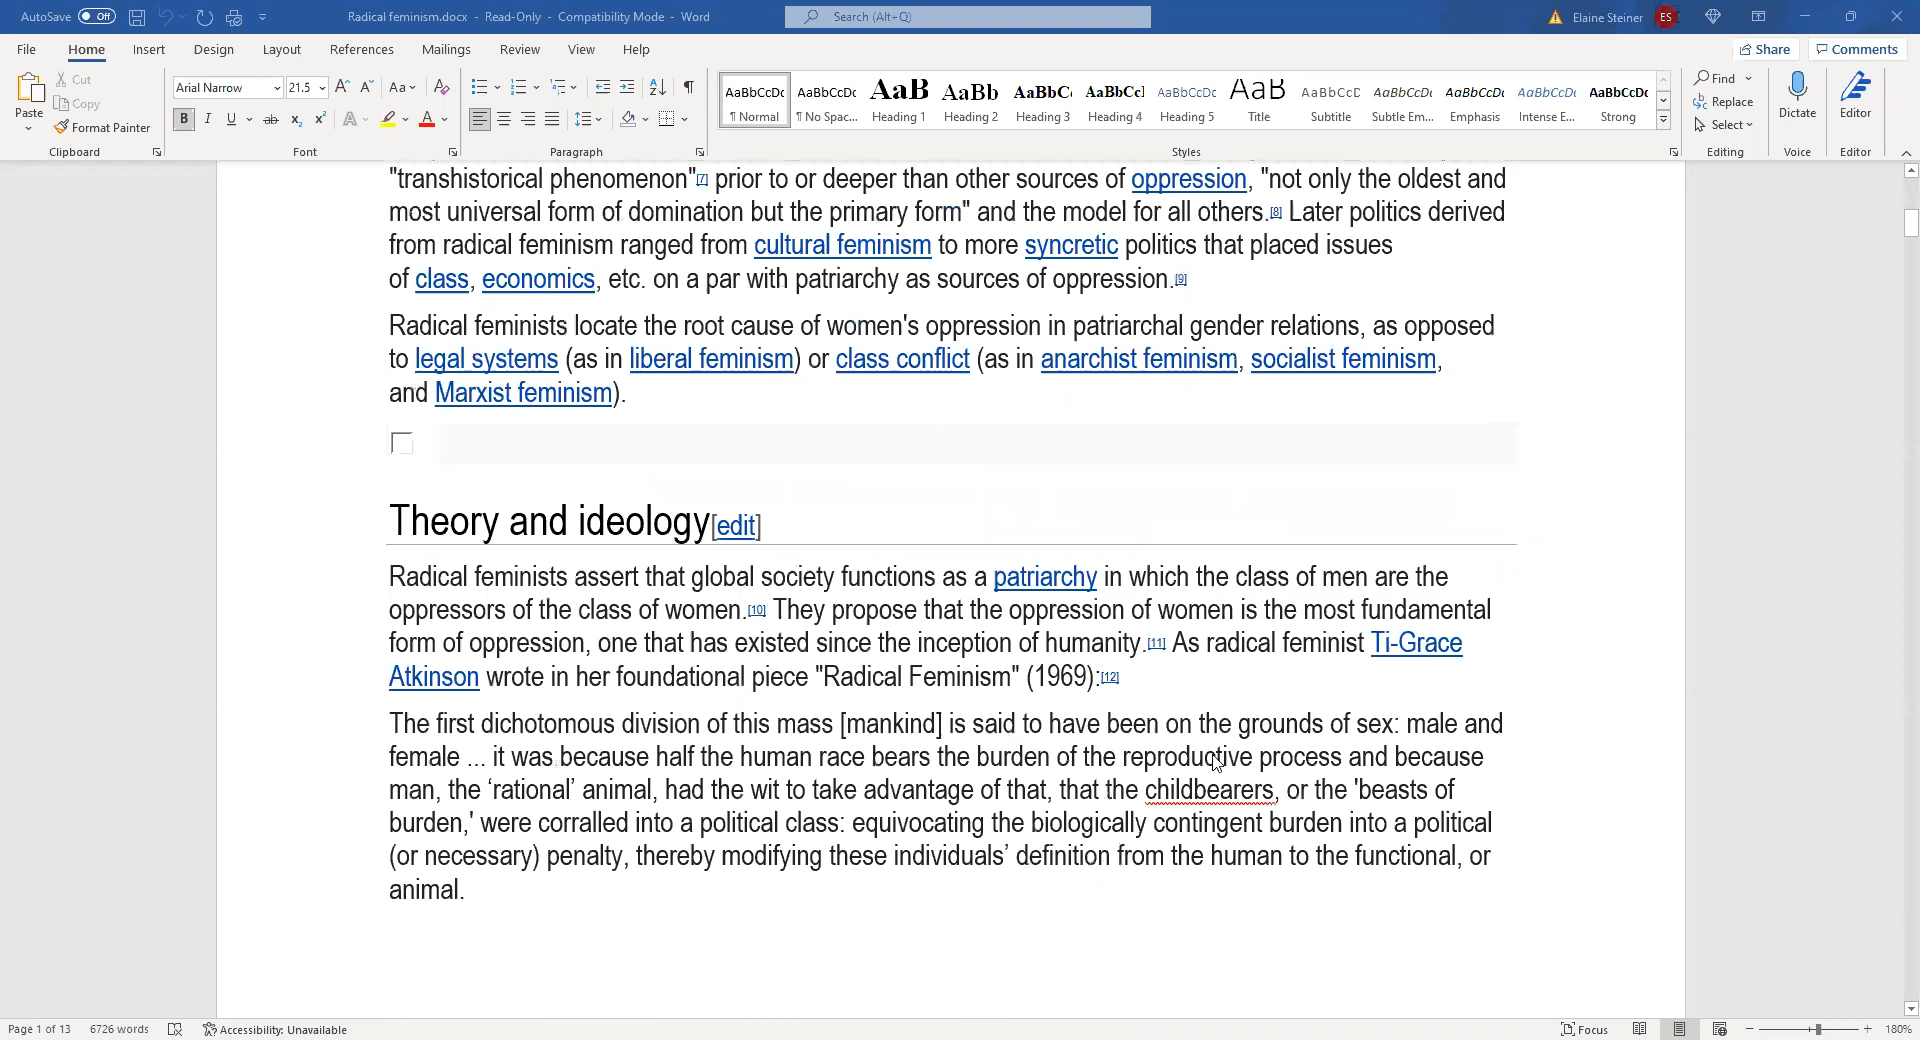 AutoSave Off Radical feminism.docx - Read-Only - Compatibility Mode - Word Search (Alt+Q) Elaine Steiner ES
File Home Insert Design Layout References Mailings Review View Help Share Comments
Paste Cut Copy Format Painter
Clipboard
Arial Narrow 21.5 Aa
B I U ab x₂ x² A A
Font
Paragraph
AaBbCcDc AaBbCcDc AaB AaBb AaBbC AaBbCcI AaBbCcDc AaB AaBbCcD AaBbCcDc AaBbCcDc AaBbCcDc AaBbCcDc
¶ Normal ¶ No Spac... Heading 1 Heading 2 Heading 3 Heading 4 Heading 5 Title Subtitle Subtle Em... Emphasis Intense E... Strong
Styles
Find
Replace
Select
Editing
Dictate
Voice
Editor
Editor
"transhistorical phenomenon"[7] prior to or deeper than other sources of oppression, "not only the oldest and
most universal form of domination but the primary form" and the model for all others.[8] Later politics derived
from radical feminism ranged from cultural feminism to more syncretic politics that placed issues
of class, economics, etc. on a par with patriarchy as sources of oppression.[9]
Radical feminists locate the root cause of women's oppression in patriarchal gender relations, as opposed
to legal systems (as in liberal feminism) or class conflict (as in anarchist feminism, socialist feminism,
and Marxist feminism).
Theory and ideology[edit]
Radical feminists assert that global society functions as a patriarchy in which the class of men are the
oppressors of the class of women.[10] They propose that the oppression of women is the most fundamental
form of oppression, one that has existed since the inception of humanity.[11] As radical feminist Ti-Grace
Atkinson wrote in her foundational piece "Radical Feminism" (1969):[12]
The first dichotomous division of this mass [mankind] is said to have been on the grounds of sex: male and
female ... it was because half the human race bears the burden of the reproductive process and because
man, the ‘rational’ animal, had the wit to take advantage of that, that the childbearers, or the 'beasts of
burden,' were corralled into a political class: equivocating the biologically contingent burden into a political
(or necessary) penalty, thereby modifying these individuals’ definition from the human to the functional, or
animal.
Page 1 of 13 6726 words Accessibility: Unavailable Focus 180%